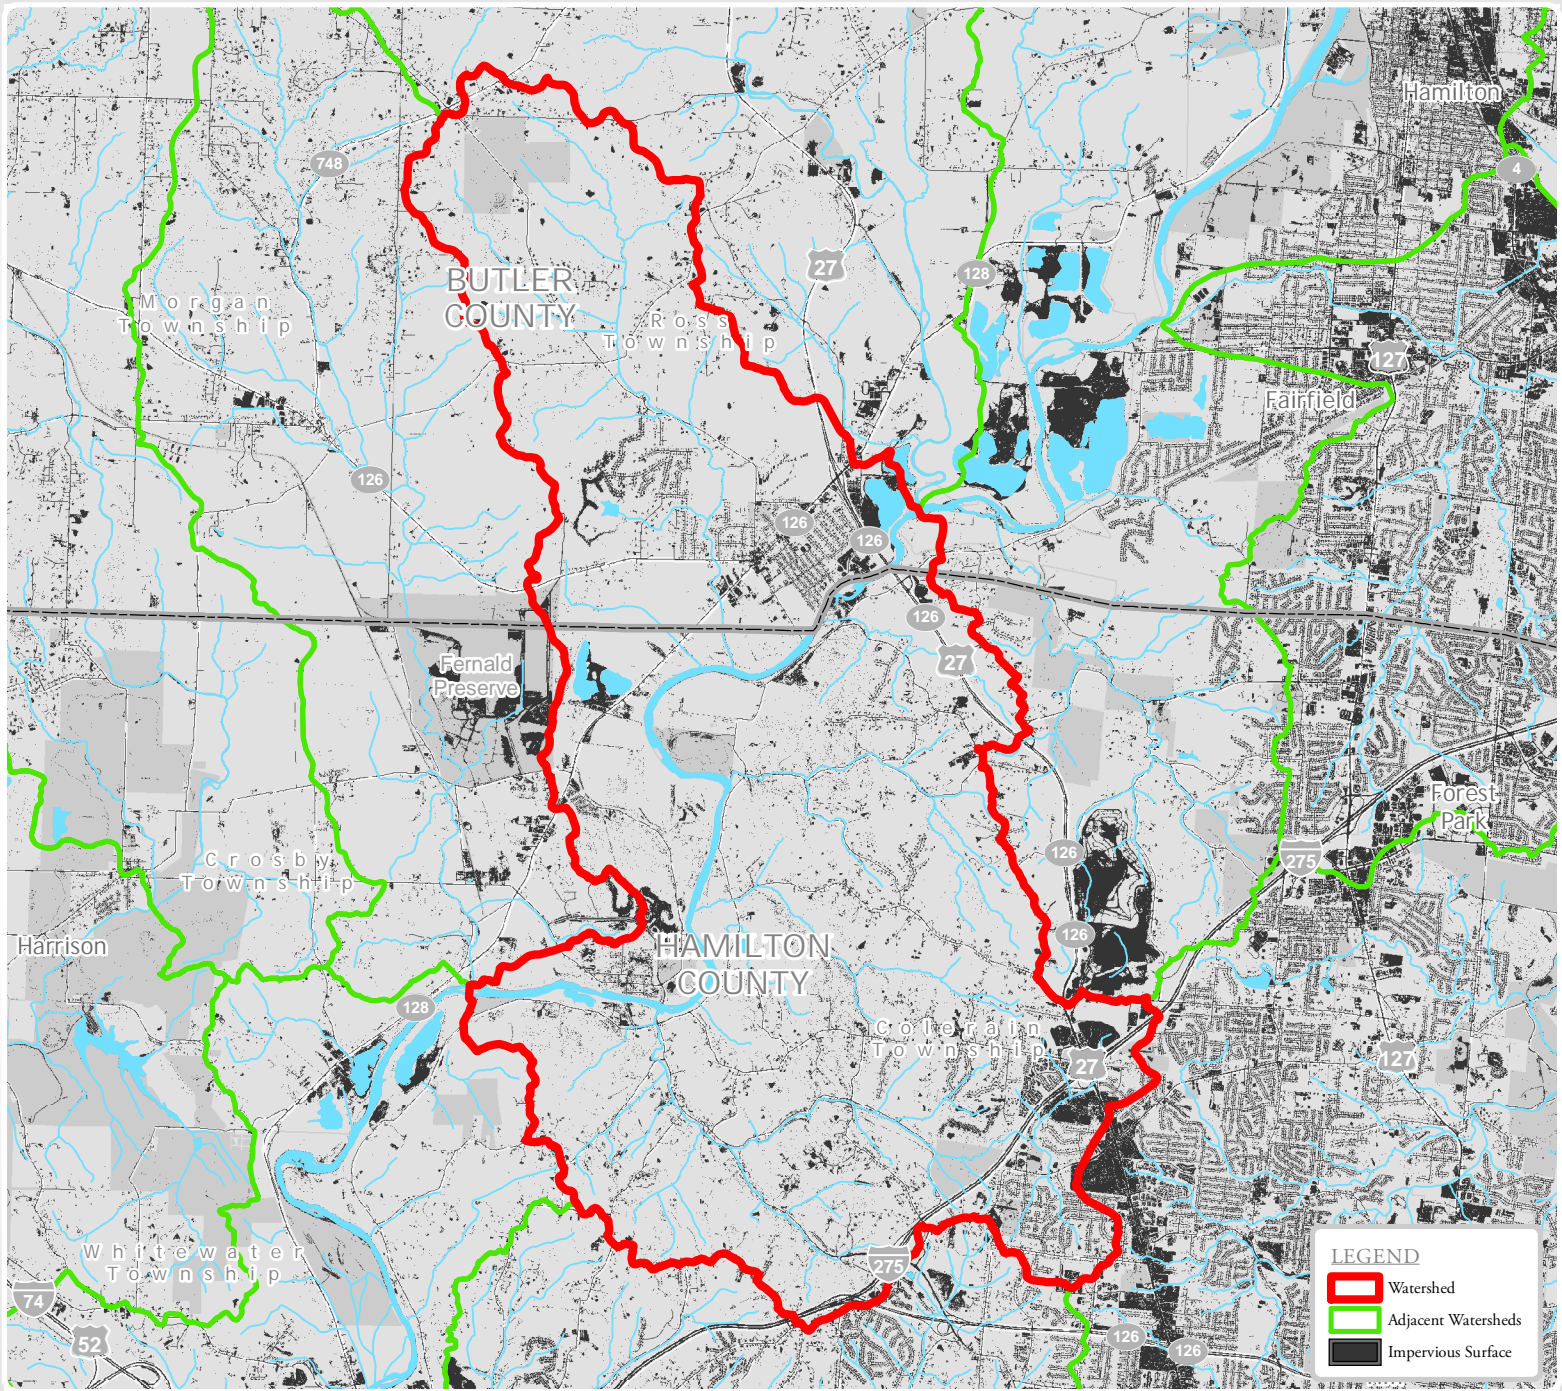 Hamilton
4
748
27
128
BUTLER
COUNTY
Morgan
Township
Ross
Township
127
Fairfield
126
126
126
126
27
Fernald
Preserve
Forest
Park
275
126
Crosby
Township
126
Harrison
HAMILTON
COUNTY
128
Colerain
Township
27
127
Whitewater
Township
275
74
52
126
126
LEGEND
Watershed
Adjacent Watersheds
Impervious Surface